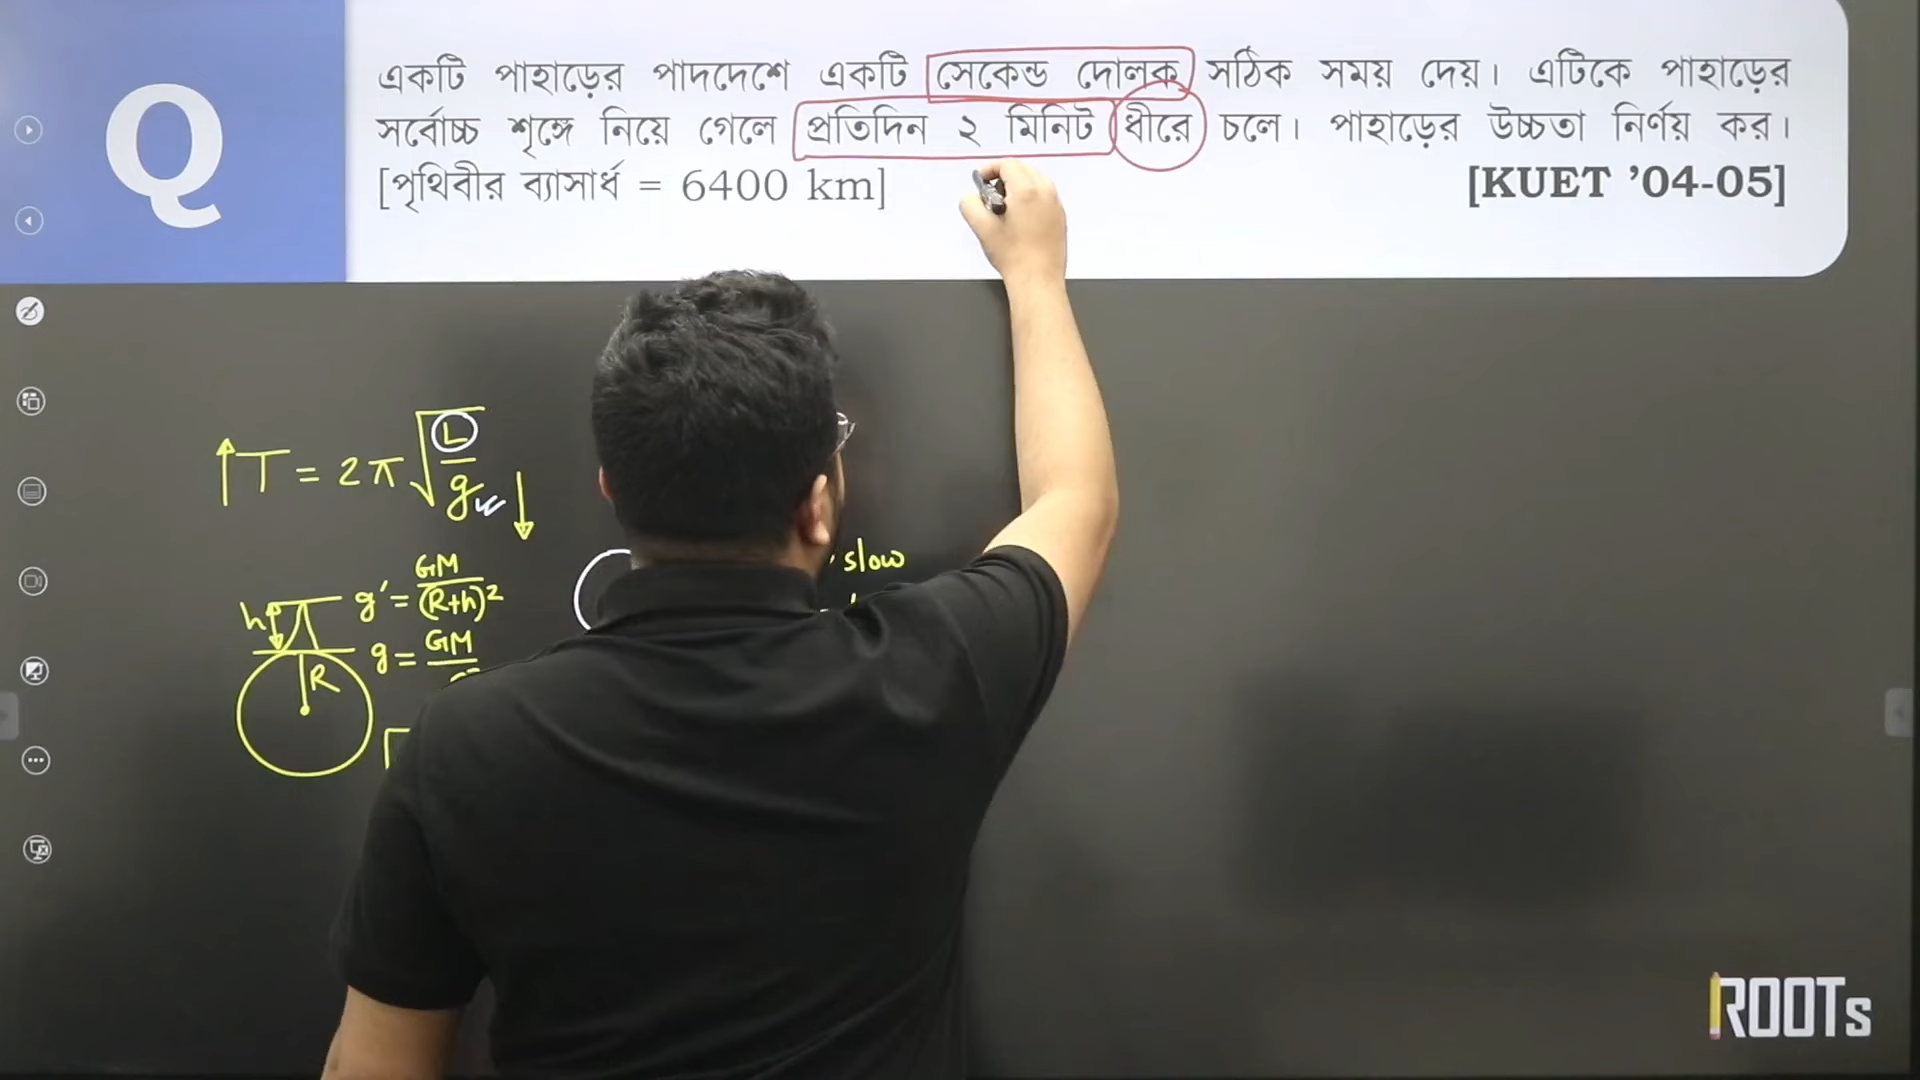 Q
একটি পাহাড়ের পাদদেশে একটি সেকেন্ড দোলক সঠিক সময় দেয়। এটিকে পাহাড়ের
সর্বোচ্চ শৃঙ্গে নিয়ে গেলে প্রতিদিন ২ মিনিট ধীরে চলে। পাহাড়ের উচ্চতা নির্ণয় কর।
[পৃথিবীর ব্যাসার্ধ = 6400 km] [KUET ’04-05]
T = 2π√(L/g)
slow
h g′ = GM/(R+h)²
g = GM
R
ROOTs